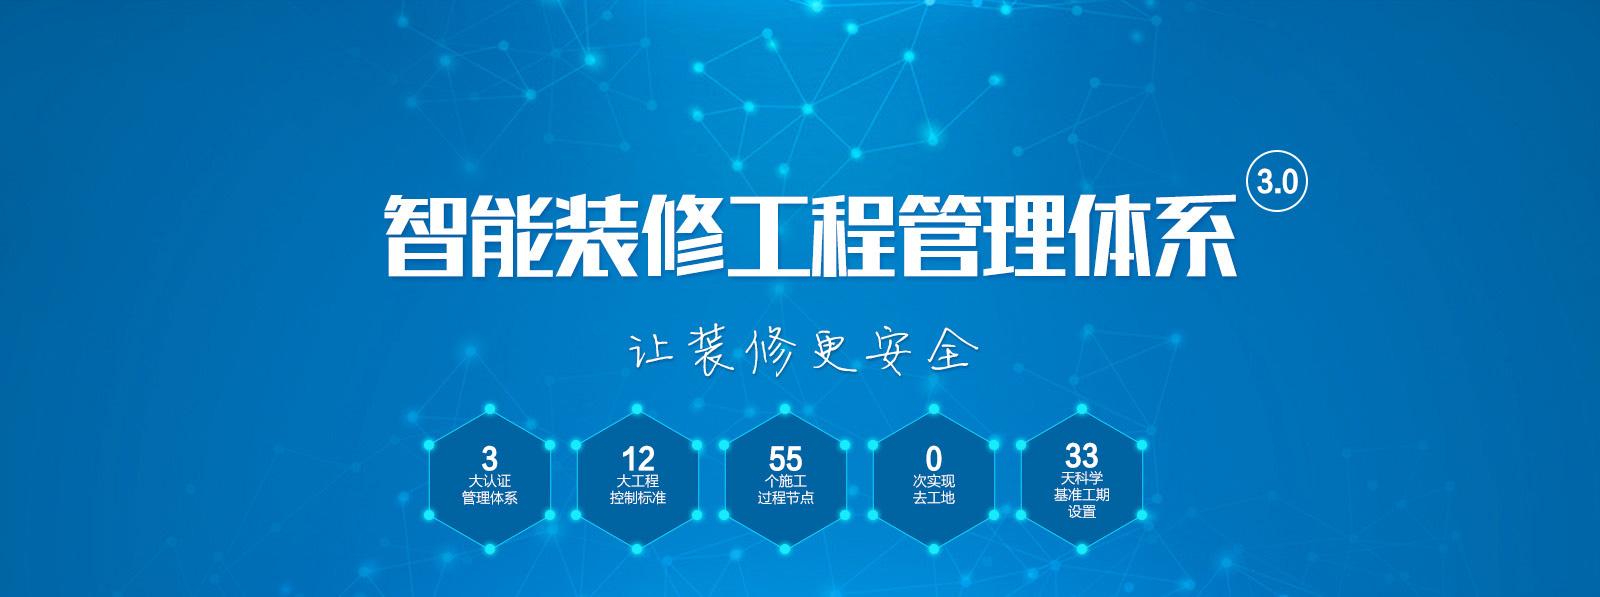 智能装修工程管理体系
3.0
让装修更安全
3
大认证
管理体系
12
大工程
控制标准
55
个施工
过程节点
0
次实现
去工地
33
天科学
基准工期
设置